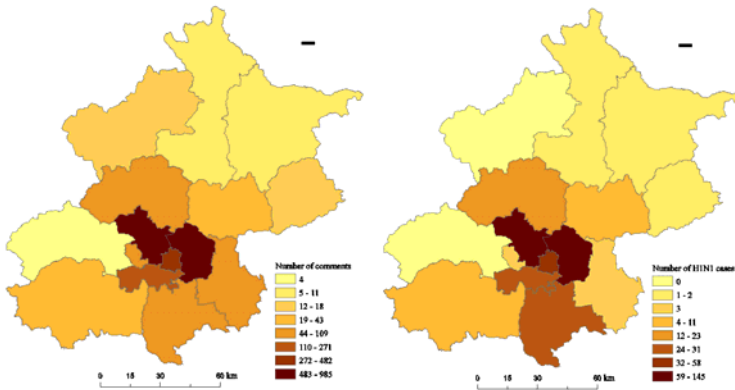 Number of comments
4
5 - 11
12 - 18
19 - 43
44 - 109
110 - 271
272 - 482
483 - 985
0 15 30 60 km
Number of H1N1 cases
0
1 - 2
3
4 - 11
12 - 23
24 - 31
32 - 58
59 - 145
0 15 30 60 km